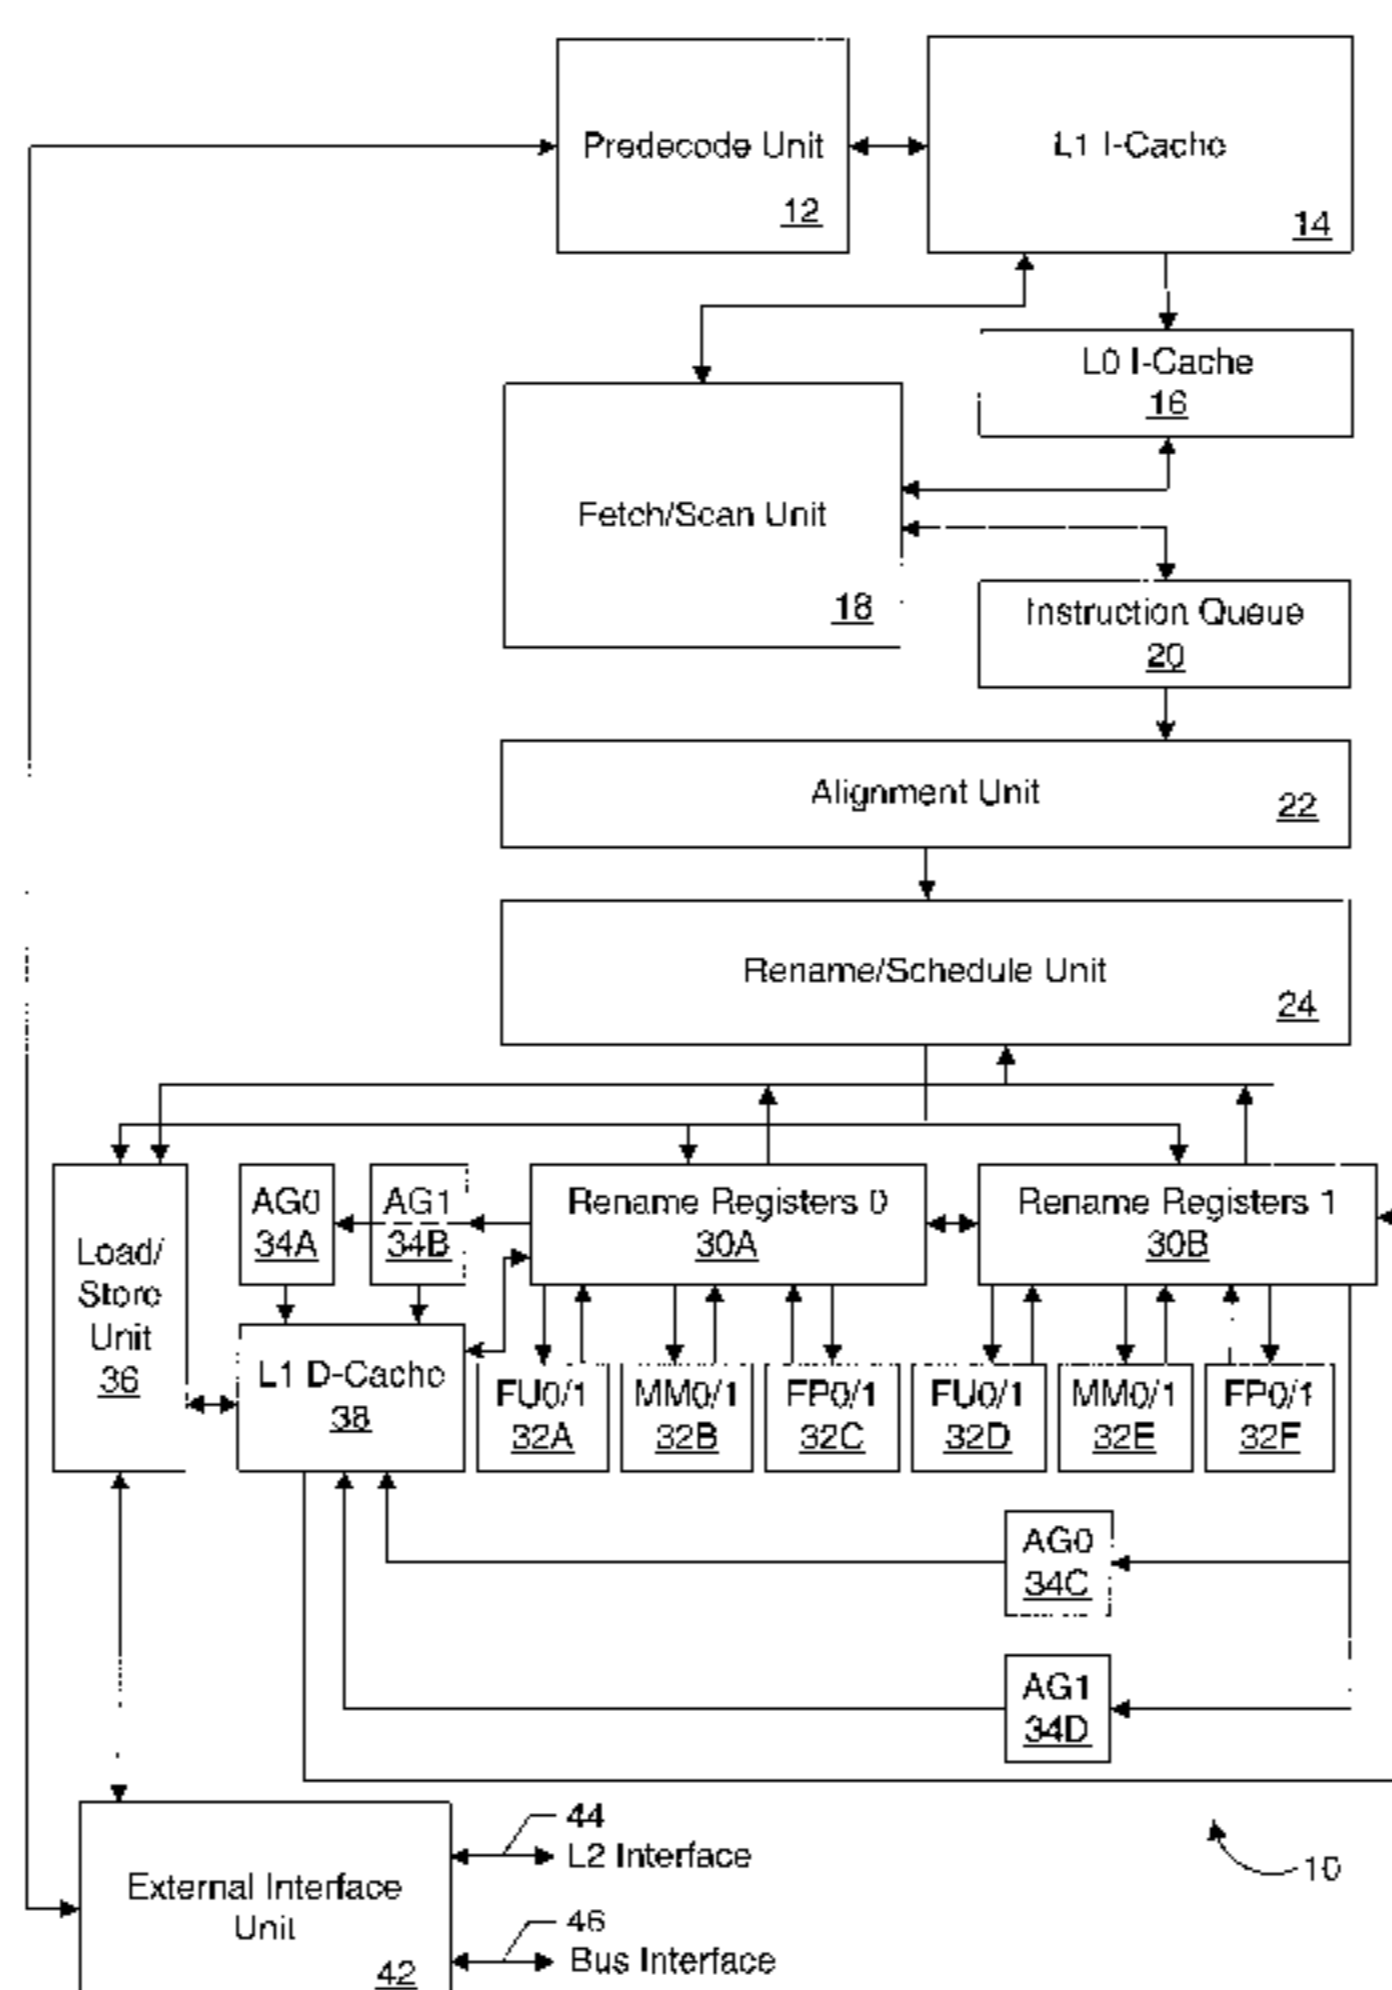 Predecode Unit
12
L1 I-Cache
14
L0 I-Cache
16
Fetch/Scan Unit
18
Instruction Queue
20
Alignment Unit
22
Rename/Schedule Unit
24
Load/
Store
Unit
36
AG0
34A
AG1
34B
Rename Registers 0
30A
Rename Registers 1
30B
L1 D-Cache
38
FU0/1
32A
MM0/1
32B
FP0/1
32C
FU0/1
32D
MM0/1
32E
FP0/1
32F
AG0
34C
AG1
34D
External Interface
Unit
42
44
L2 Interface
46
Bus Interface
10